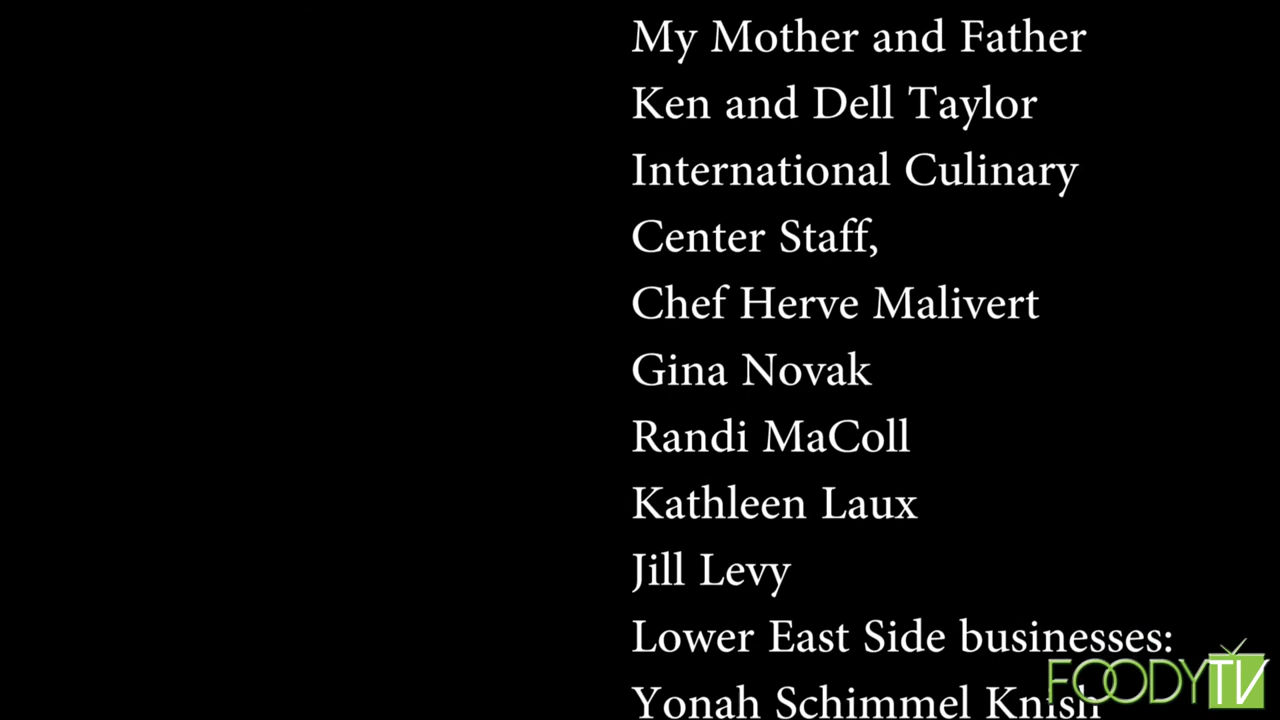 My Mother and Father
Ken and Dell Taylor
International Culinary
Center Staff,
Chef Herve Malivert
Gina Novak
Randi MaColl
Kathleen Laux
Jill Levy
Lower East Side businesses:
Yonah Schimmel Knish
FOODYTV